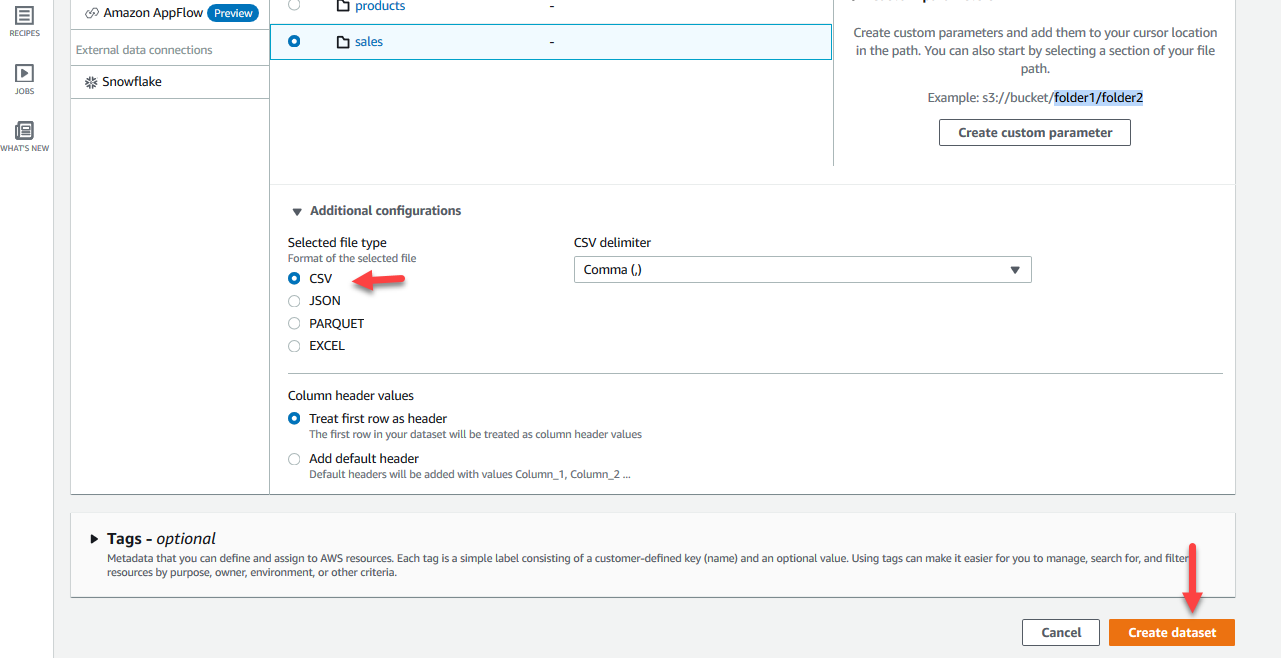 RECIPES
JOBS
WHAT'S NEW
Amazon AppFlow Preview
External data connections
Snowflake
products -
sales -
Create custom parameters and add them to your cursor location
in the path. You can also start by selecting a section of your file
path.
Example: s3://bucket/folder1/folder2
Create custom parameter
Additional configurations
Selected file type
Format of the selected file
CSV
JSON
PARQUET
EXCEL
CSV delimiter
Comma (,)
Column header values
Treat first row as header
The first row in your dataset will be treated as column header values
Add default header
Default headers will be added with values Column_1, Column_2 ...
Tags - optional
Metadata that you can define and assign to AWS resources. Each tag is a simple label consisting of a customer-defined key (name) and an optional value. Using tags can make it easier for you to manage, search for, and filter
resources by purpose, owner, environment, or other criteria.
Cancel
Create dataset